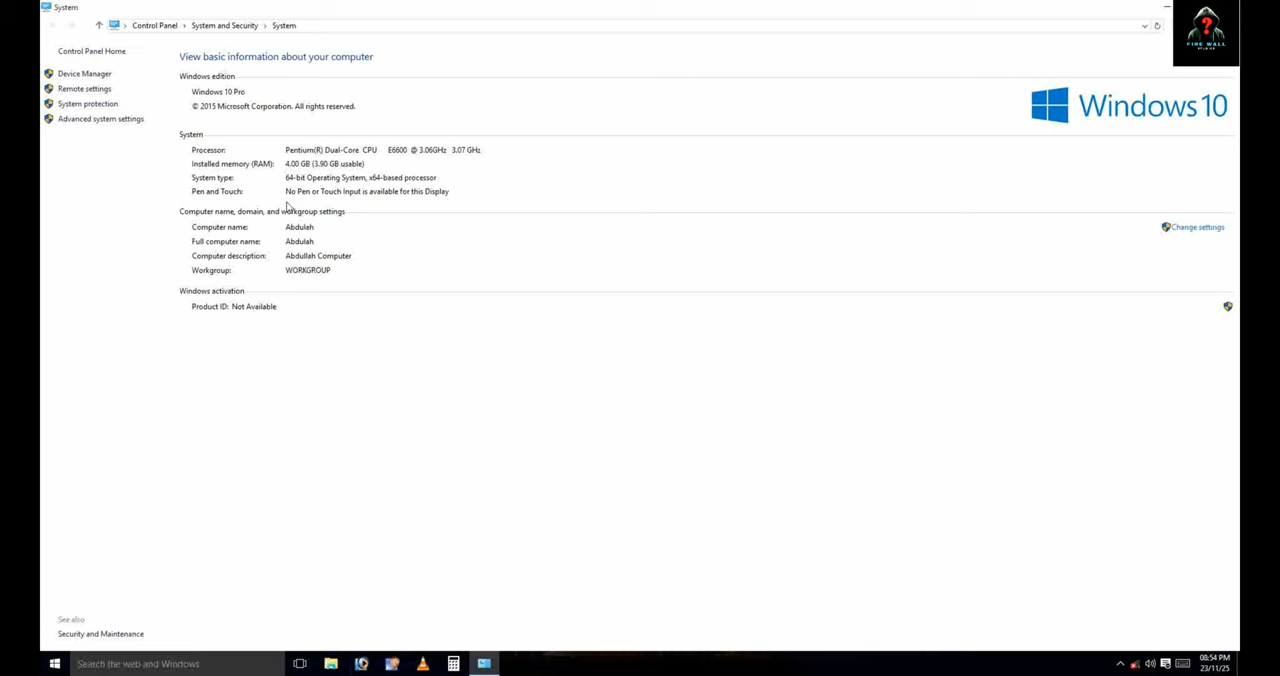 System
Control Panel > System and Security > System
Control Panel Home
Device Manager
Remote settings
System protection
Advanced system settings
View basic information about your computer
Windows edition
Windows 10 Pro
© 2015 Microsoft Corporation. All rights reserved.
Windows 10
System
Processor: Pentium(R) Dual-Core CPU E6600 @ 3.06GHz 3.07 GHz
Installed memory (RAM): 4.00 GB (3.90 GB usable)
System type: 64-bit Operating System, x64-based processor
Pen and Touch: No Pen or Touch Input is available for this Display
Computer name, domain, and workgroup settings
Computer name: Abdulah
Full computer name: Abdulah
Computer description: Abdullah Computer
Workgroup: WORKGROUP
Change settings
Windows activation
Product ID: Not Available
See also
Security and Maintenance
Search the web and Windows
08:54 PM
23/11/25
?
FIRE WALL